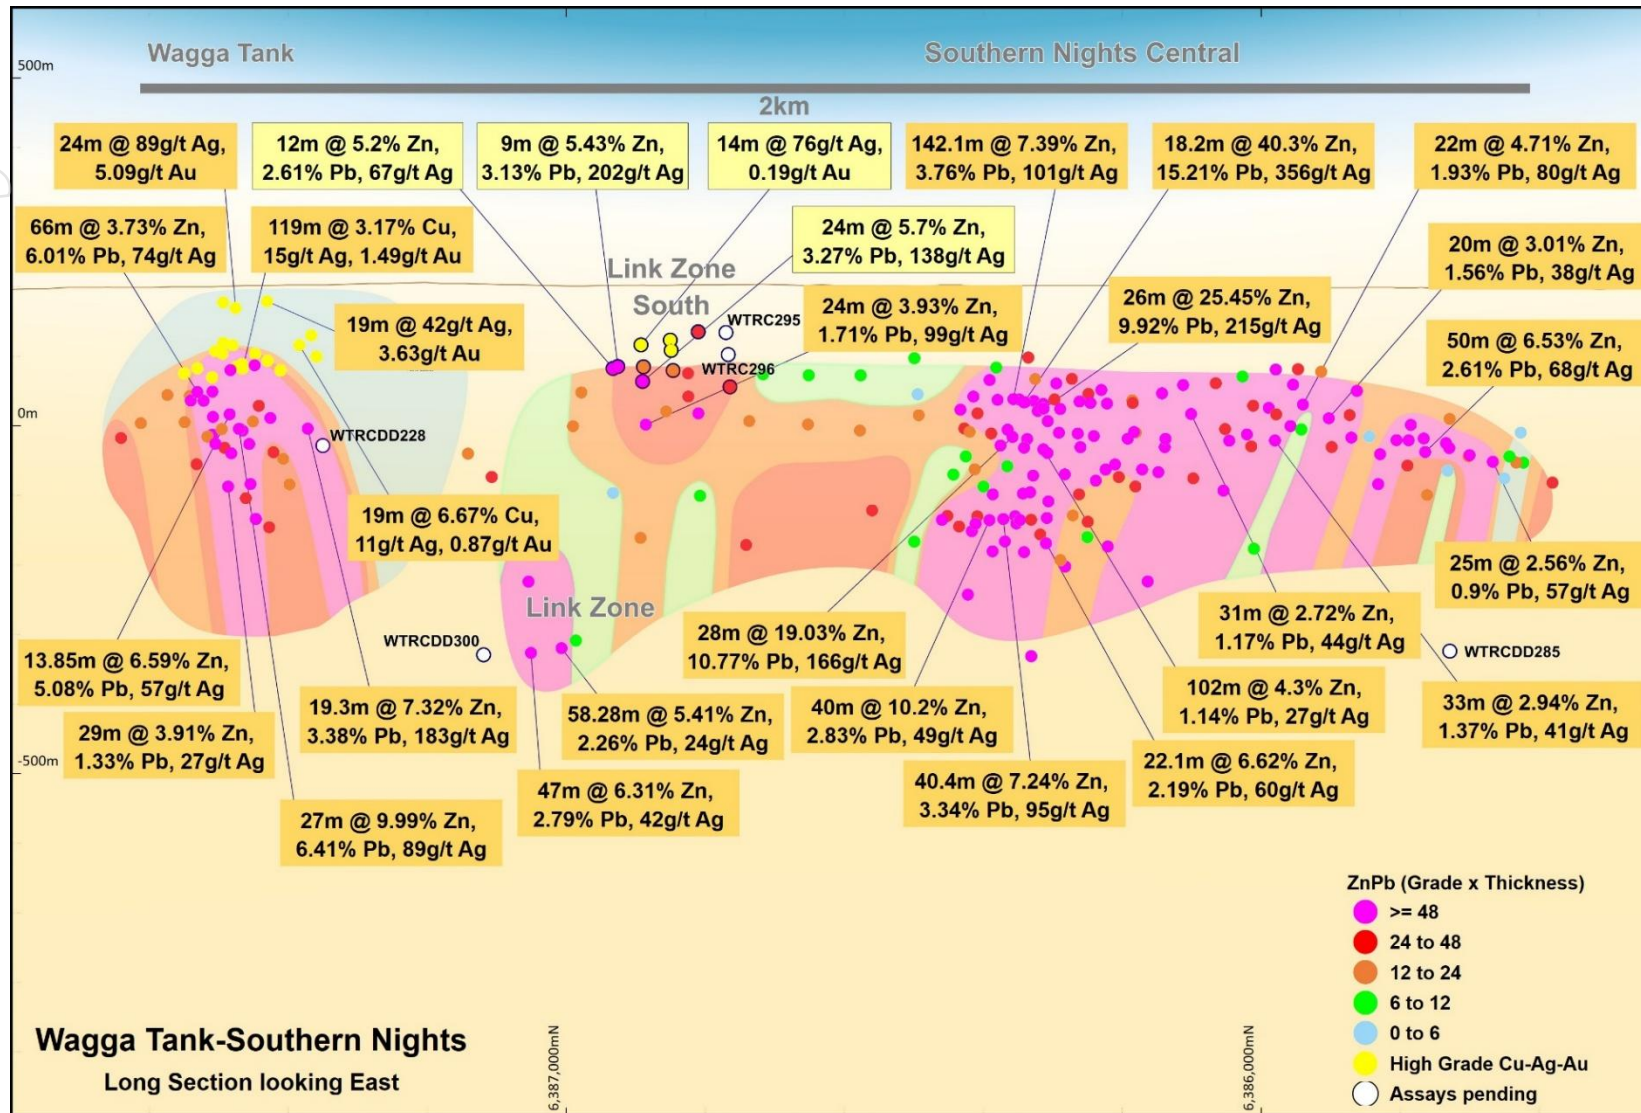 Wagga Tank
Southern Nights Central
500m
2km
24m @ 89g/t Ag,
5.09g/t Au
12m @ 5.2% Zn,
2.61% Pb, 67g/t Ag
9m @ 5.43% Zn,
3.13% Pb, 202g/t Ag
14m @ 76g/t Ag,
0.19g/t Au
142.1m @ 7.39% Zn,
3.76% Pb, 101g/t Ag
18.2m @ 40.3% Zn,
15.21% Pb, 356g/t Ag
22m @ 4.71% Zn,
1.93% Pb, 80g/t Ag
66m @ 3.73% Zn,
6.01% Pb, 74g/t Ag
119m @ 3.17% Cu,
15g/t Ag, 1.49g/t Au
24m @ 5.7% Zn,
3.27% Pb, 138g/t Ag
20m @ 3.01% Zn,
1.56% Pb, 38g/t Ag
Link Zone
South
19m @ 42g/t Ag,
3.63g/t Au
24m @ 3.93% Zn,
1.71% Pb, 99g/t Ag
26m @ 25.45% Zn,
9.92% Pb, 215g/t Ag
50m @ 6.53% Zn,
2.61% Pb, 68g/t Ag
WTRC295
WTRC296
0m
WTRCDD228
19m @ 6.67% Cu,
11g/t Ag, 0.87g/t Au
25m @ 2.56% Zn,
0.9% Pb, 57g/t Ag
Link Zone
WTRCDD300
28m @ 19.03% Zn,
10.77% Pb, 166g/t Ag
31m @ 2.72% Zn,
1.17% Pb, 44g/t Ag
WTRCDD285
13.85m @ 6.59% Zn,
5.08% Pb, 57g/t Ag
19.3m @ 7.32% Zn,
3.38% Pb, 183g/t Ag
58.28m @ 5.41% Zn,
2.26% Pb, 24g/t Ag
40m @ 10.2% Zn,
2.83% Pb, 49g/t Ag
102m @ 4.3% Zn,
1.14% Pb, 27g/t Ag
33m @ 2.94% Zn,
1.37% Pb, 41g/t Ag
29m @ 3.91% Zn,
1.33% Pb, 27g/t Ag
-500m
47m @ 6.31% Zn,
2.79% Pb, 42g/t Ag
40.4m @ 7.24% Zn,
3.34% Pb, 95g/t Ag
22.1m @ 6.62% Zn,
2.19% Pb, 60g/t Ag
27m @ 9.99% Zn,
6.41% Pb, 89g/t Ag
ZnPb (Grade x Thickness)
>= 48
24 to 48
12 to 24
6 to 12
0 to 6
High Grade Cu-Ag-Au
Assays pending
Wagga Tank-Southern Nights
Long Section looking East
6,387,000mN
6,386,000mN